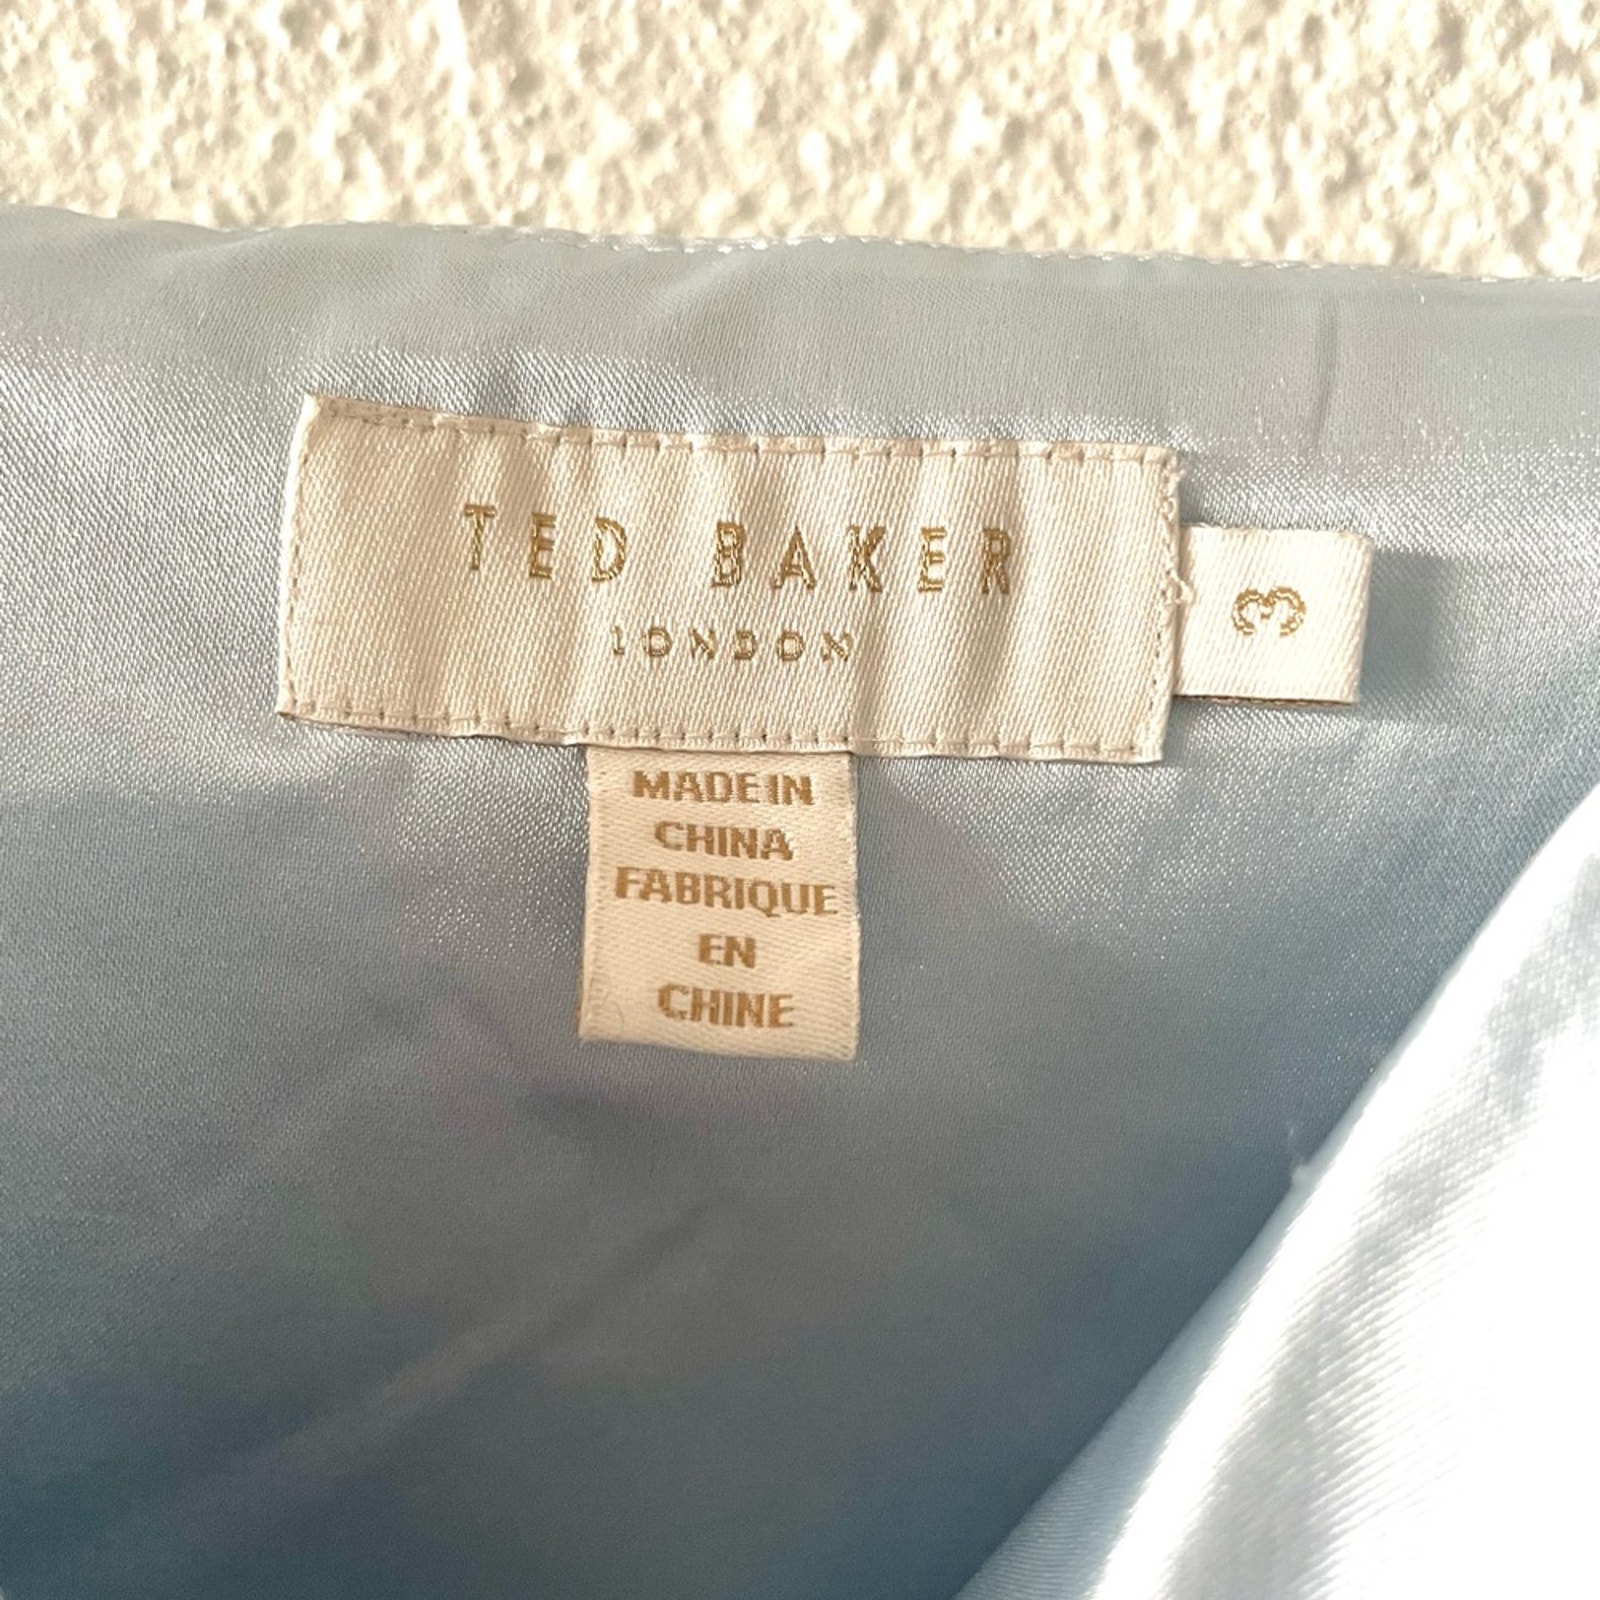 TED BAKER
LONDON
3
MADE IN
CHINA
FABRIQUE
EN
CHINE